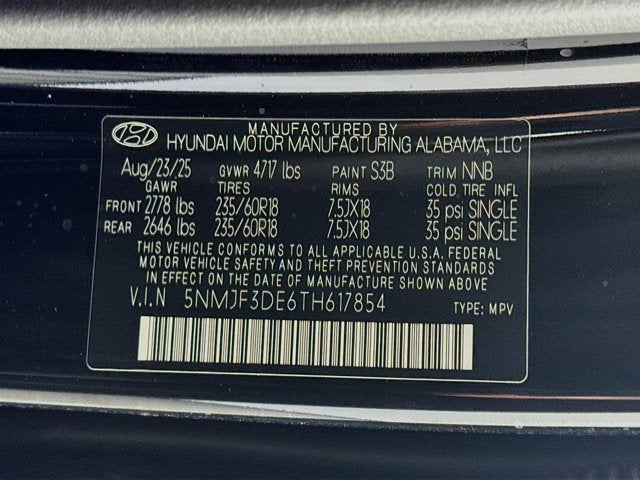 MANUFACTURED BY
HYUNDAI MOTOR MANUFACTURING ALABAMA, LLC
Aug/23/25 GVWR 4717 lbs PAINT S3B TRIM NNB
GAWR TIRES RIMS COLD TIRE INFL
FRONT 2778 lbs 235/60R18 7.5JX18 35 psi SINGLE
REAR 2646 lbs 235/60R18 7.5JX18 35 psi SINGLE
THIS VEHICLE CONFORMS TO ALL APPLICABLE U.S.A. FEDERAL
MOTOR VEHICLE SAFETY AND THEFT PREVENTION STANDARDS
IN EFFECT ON THE DATE OF MANUFACTURE SHOWN ABOVE.
V.I.N 5NMJF3DE6TH617854 TYPE: MPV